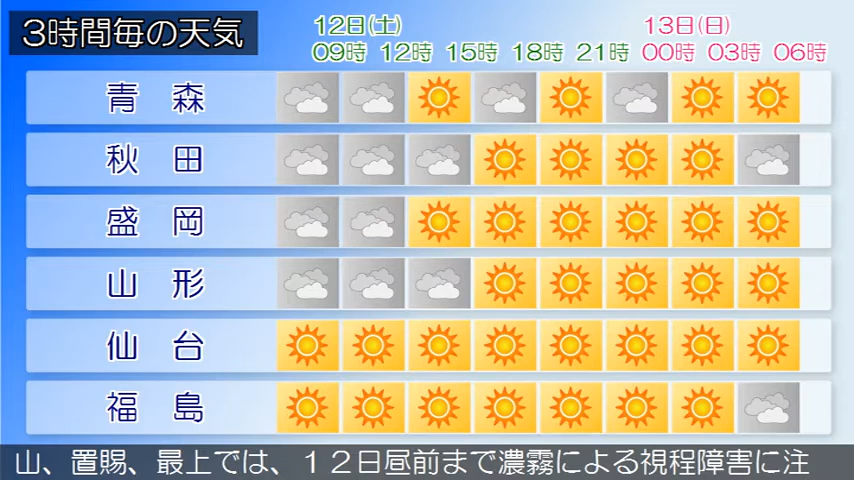 3時間毎の天気
12日(土) 13日(日)
09時 12時 15時 18時 21時 00時 03時 06時
青森
秋田
盛岡
山形
仙台
福島
山、置賜、最上では、１２日昼前まで濃霧による視程障害に注